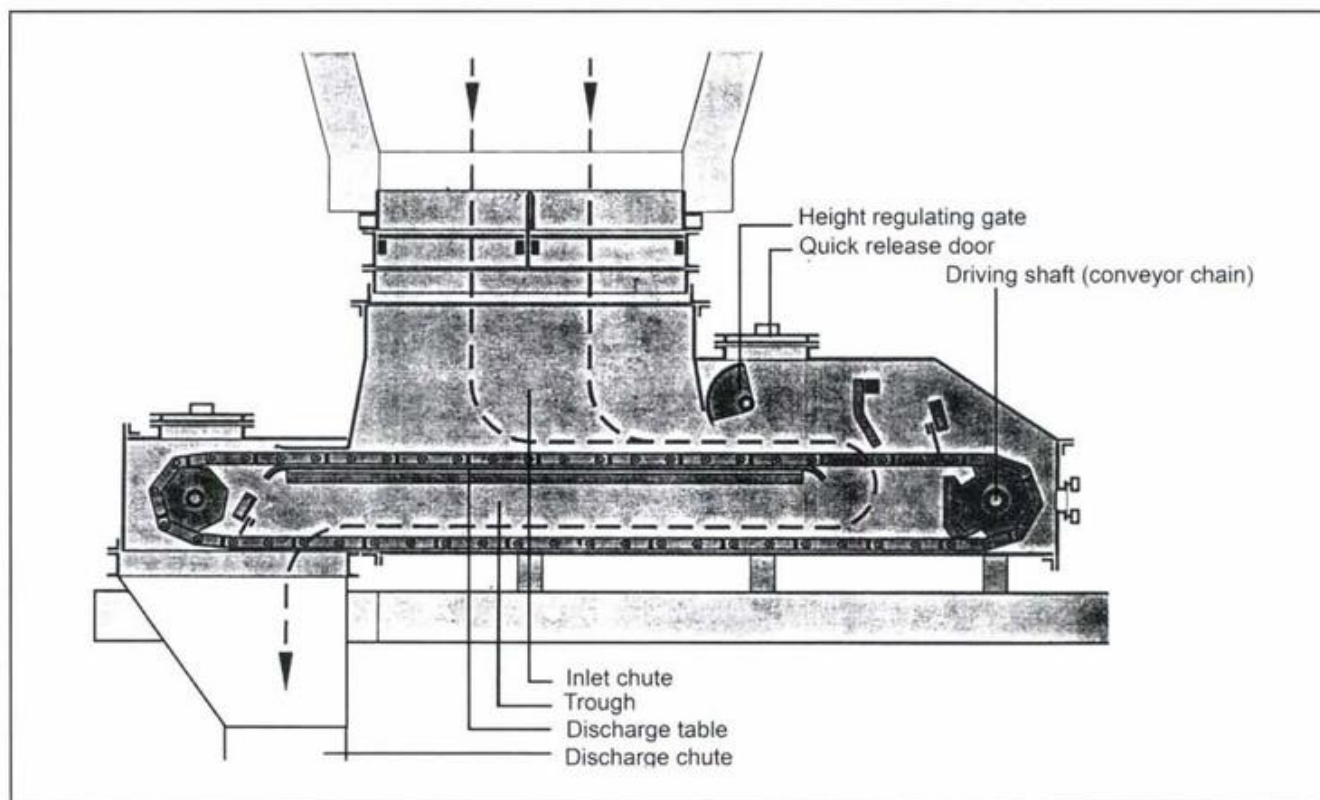 Height regulating gate
Quick release door
Driving shaft (conveyor chain)
Inlet chute
Trough
Discharge table
Discharge chute